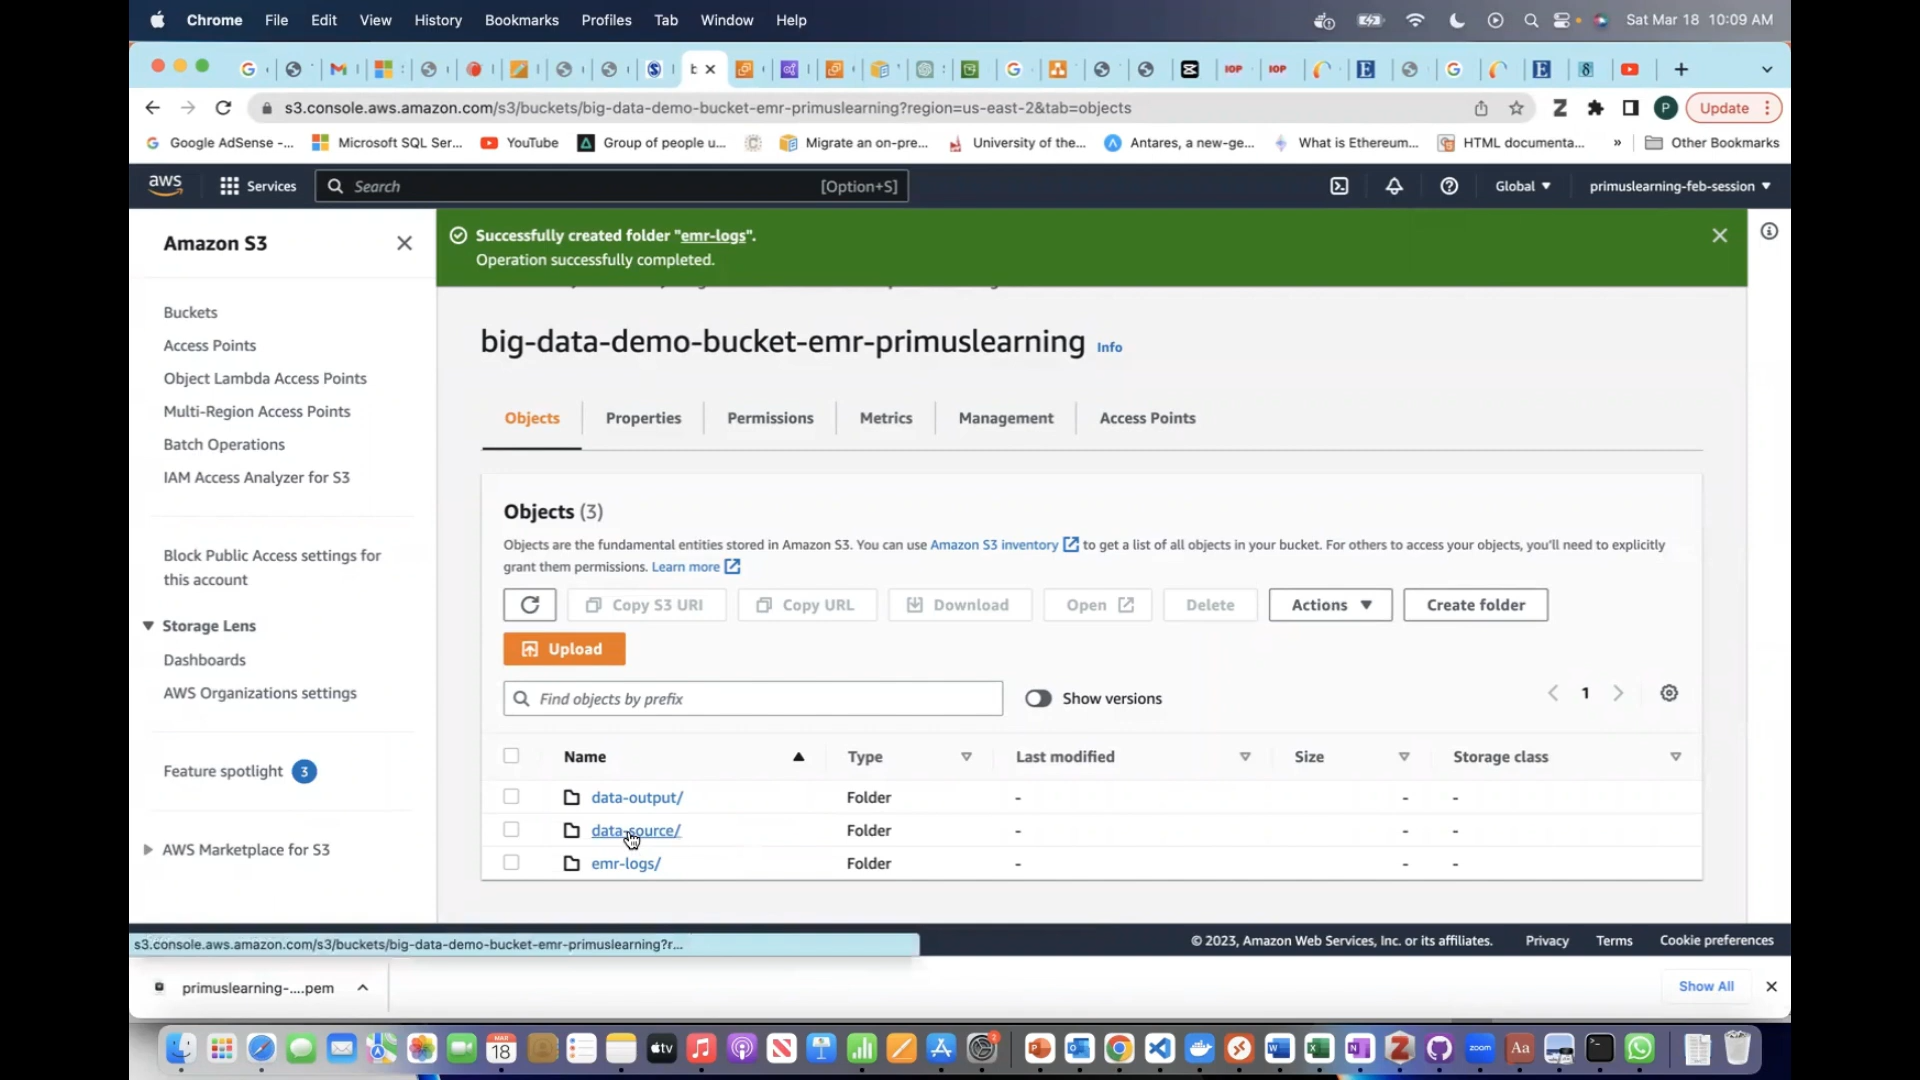 Chrome File Edit View History Bookmarks Profiles Tab Window Help Sat Mar 18 10:09 AM
s3.console.aws.amazon.com/s3/buckets/big-data-demo-bucket-emr-primuslearning?region=us-east-2&tab=objects
Update
Google AdSense -... Microsoft SQL Ser... YouTube Group of people u... Migrate an on-pre... University of the... Antares, a new-ge... What is Ethereum... HTML documenta... » Other Bookmarks
aws Services Search [Option+S] Global primuslearning-feb-session
Amazon S3
Buckets
Access Points
Object Lambda Access Points
Multi-Region Access Points
Batch Operations
IAM Access Analyzer for S3
Block Public Access settings for
this account
Storage Lens
Dashboards
AWS Organizations settings
Feature spotlight 3
AWS Marketplace for S3
Successfully created folder "emr-logs".
Operation successfully completed.
big-data-demo-bucket-emr-primuslearning Info
Objects Properties Permissions Metrics Management Access Points
Objects (3)
Objects are the fundamental entities stored in Amazon S3. You can use Amazon S3 inventory to get a list of all objects in your bucket. For others to access your objects, you'll need to explicitly
grant them permissions. Learn more
Copy S3 URI Copy URL Download Open Delete Actions Create folder
Upload
Find objects by prefix Show versions 1
Name Type Last modified Size Storage class
data-output/ Folder - - -
data-source/ Folder - - -
emr-logs/ Folder - - -
s3.console.aws.amazon.com/s3/buckets/big-data-demo-bucket-emr-primuslearning?r...
© 2023, Amazon Web Services, Inc. or its affiliates. Privacy Terms Cookie preferences
primuslearning-....pem Show All